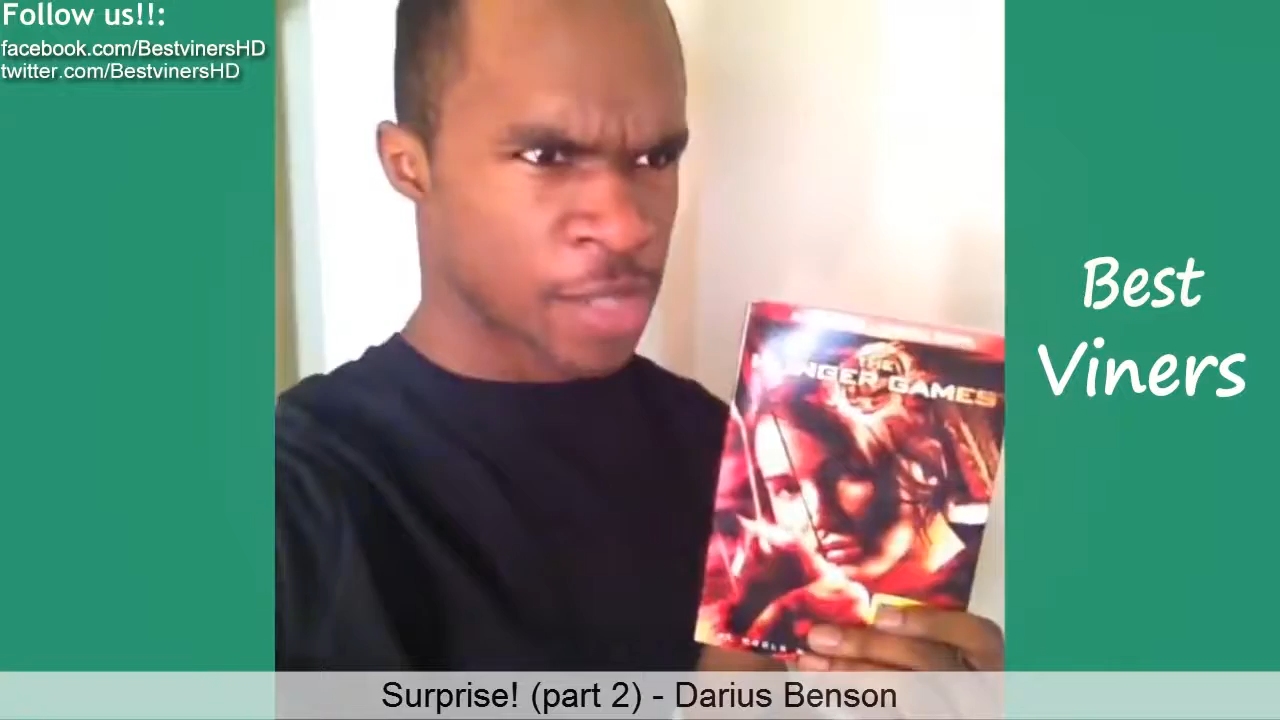 Follow us!!:
facebook.com/BestvinersHD
twitter.com/BestvinersHD
THE
HUNGER GAMES
Best
Viners
Surprise! (part 2) - Darius Benson